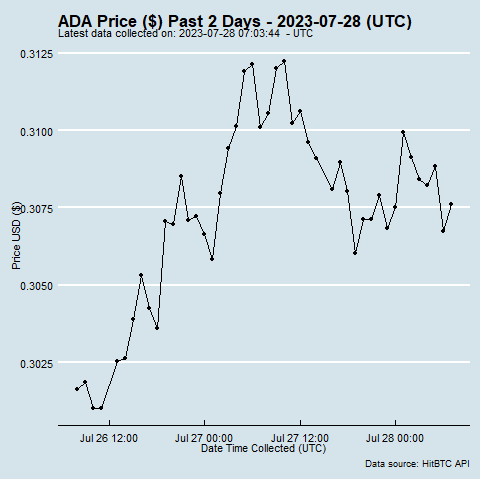 ADA Price ($) Past 2 Days - 2023-07-28 (UTC)
Latest data collected on: 2023-07-28 07:03:44 - UTC
0.3125
0.3100
0.3075
0.3050
0.3025
Price USD ($)
Jul 26 12:00 Jul 27 00:00 Jul 27 12:00 Jul 28 00:00
Date Time Collected (UTC)
Data source: HitBTC API